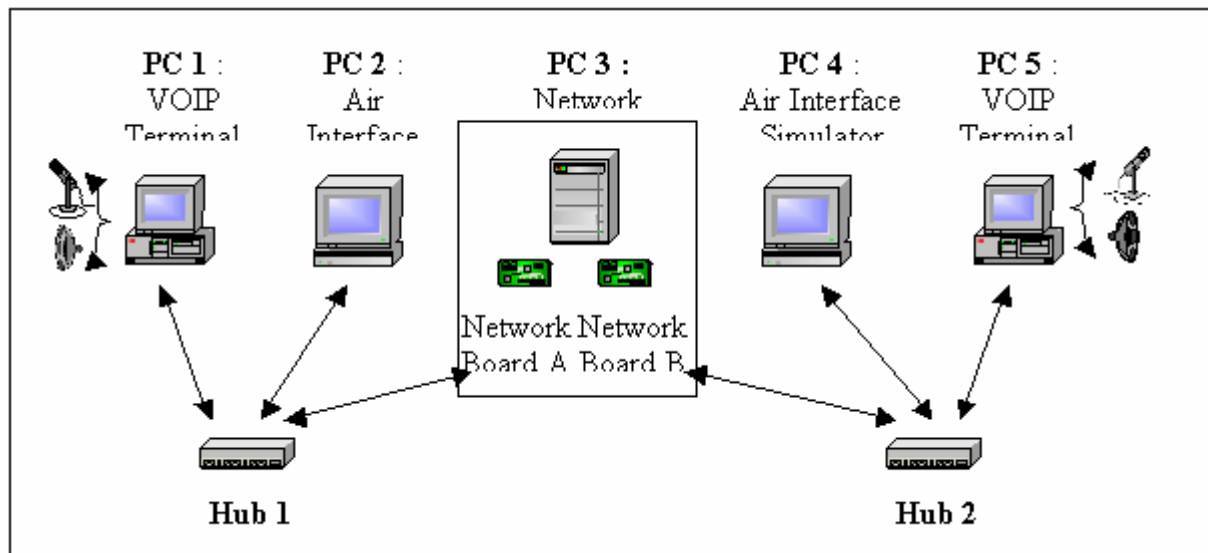 PC 1 :
VOIP
Terminal
PC 2 :
Air
Interface
PC 3 :
Network
PC 4 :
Air Interface
Simulator
PC 5 :
VOIP
Terminal
Network Network
Board A Board B
Hub 1
Hub 2